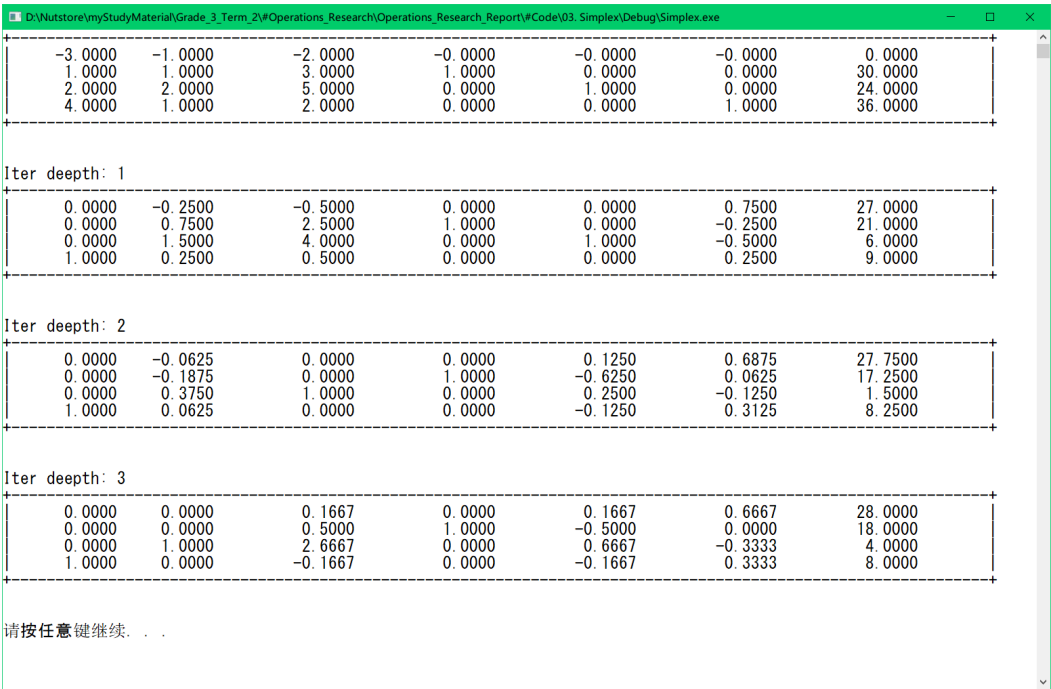 D:\Nutstore\myStudyMaterial\Grade_3_Term_2\#Operations_Research\Operations_Research_Report\#Code\03. Simplex\Debug\Simplex.exe
-3.0000 -1.0000 -2.0000 -0.0000 -0.0000 -0.0000 0.0000
1.0000 1.0000 3.0000 1.0000 0.0000 0.0000 30.0000
2.0000 2.0000 5.0000 0.0000 1.0000 0.0000 24.0000
4.0000 1.0000 2.0000 0.0000 0.0000 1.0000 36.0000
Iter deepth: 1
0.0000 -0.2500 -0.5000 0.0000 0.0000 0.7500 27.0000
0.0000 0.7500 2.5000 1.0000 0.0000 -0.2500 21.0000
0.0000 1.5000 4.0000 0.0000 1.0000 -0.5000 6.0000
1.0000 0.2500 0.5000 0.0000 0.0000 0.2500 9.0000
Iter deepth: 2
0.0000 -0.0625 0.0000 0.0000 0.1250 0.6875 27.7500
0.0000 -0.1875 0.0000 1.0000 -0.6250 0.0625 17.2500
0.0000 0.3750 1.0000 0.0000 0.2500 -0.1250 1.5000
1.0000 0.0625 0.0000 0.0000 -0.1250 0.3125 8.2500
Iter deepth: 3
0.0000 0.0000 0.1667 0.0000 0.1667 0.6667 28.0000
0.0000 0.0000 0.5000 1.0000 -0.5000 0.0000 18.0000
0.0000 1.0000 2.6667 0.0000 0.6667 -0.3333 4.0000
1.0000 0.0000 -0.1667 0.0000 -0.1667 0.3333 8.0000
请按任意键继续. . .